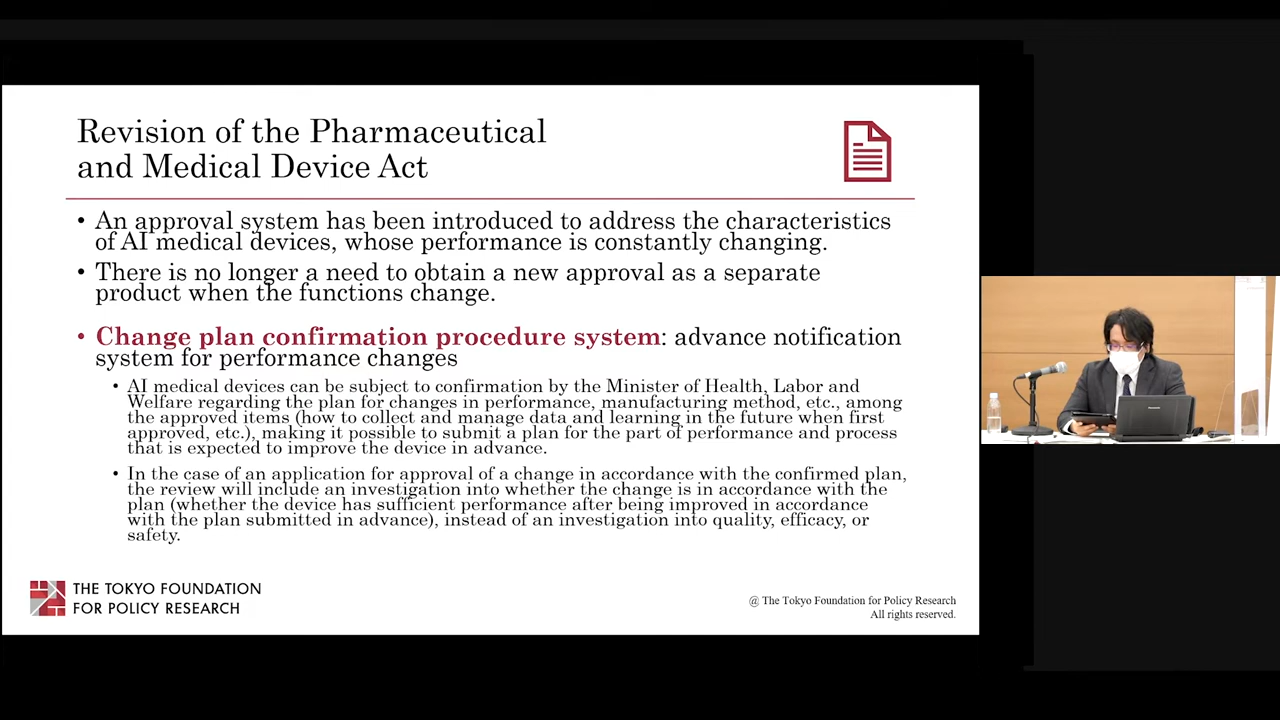 Revision of the Pharmaceutical
and Medical Device Act
• An approval system has been introduced to address the characteristics
of AI medical devices, whose performance is constantly changing.
• There is no longer a need to obtain a new approval as a separate
product when the functions change.
• Change plan confirmation procedure system: advance notification
system for performance changes
• AI medical devices can be subject to confirmation by the Minister of Health, Labor and
Welfare regarding the plan for changes in performance, manufacturing method, etc., among
the approved items (how to collect and manage data and learning in the future when first
approved, etc.), making it possible to submit a plan for the part of performance and process
that is expected to improve the device in advance.
• In the case of an application for approval of a change in accordance with the confirmed plan,
the review will include an investigation into whether the change is in accordance with the
plan (whether the device has sufficient performance after being improved in accordance
with the plan submitted in advance), instead of an investigation into quality, efficacy, or
safety.
THE TOKYO FOUNDATION
FOR POLICY RESEARCH
@ The Tokyo Foundation for Policy Research
All rights reserved.